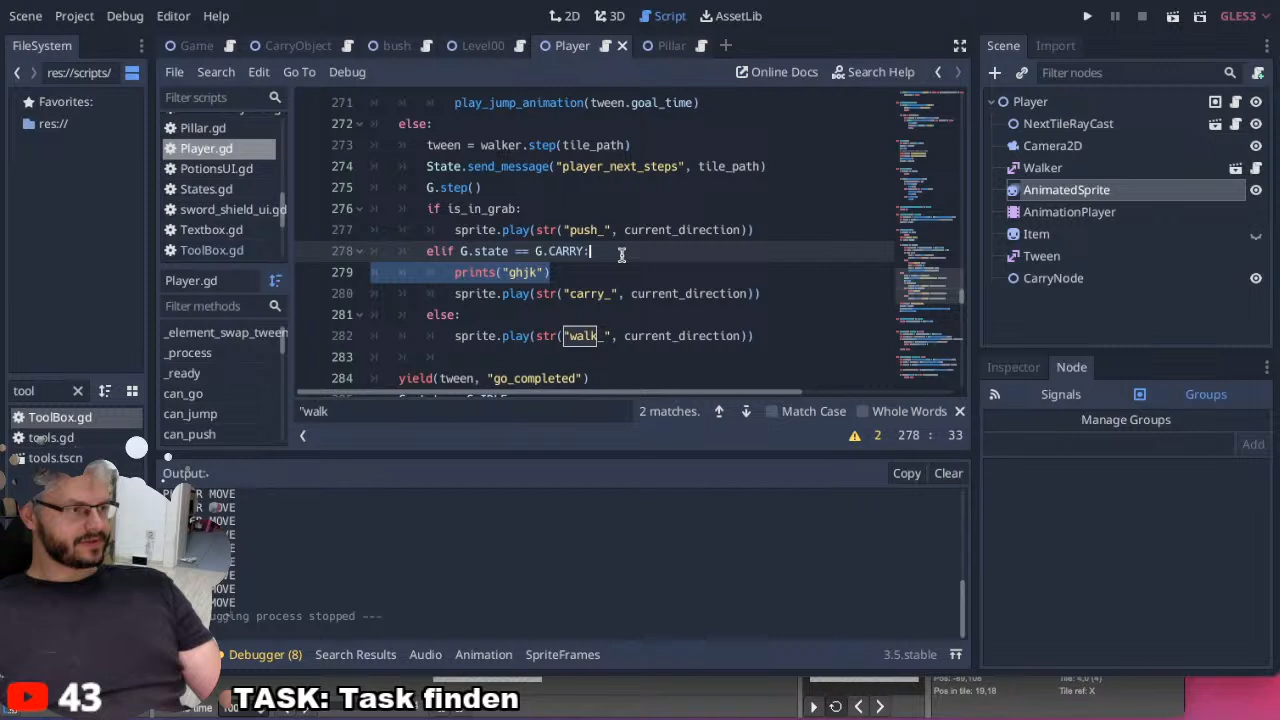 Scene Project Debug Editor Help
2D 3D Script AssetLib
GLES3
FileSystem
Game CarryObject bush Level00 Player Pillar
Scene Import
res://scripts/
File Search Edit Go To Debug
Online Docs Search Help
Filter nodes
Favorites:
res://
Filter scripts
Pillar.gd
Player.gd
PotionsUI.gd
States.gd
sword_shield_ui.gd
Textbox.gd
Toolbox.gd
Player.gd
Filter methods
_element_swap_tween
_process
_ready
can_go
can_jump
can_push
271 play_jump_animation(tween.goal_time)
272 else:
273 tween = walker.step(tile_path)
274 State.send_message("player_next_steps", tile_path)
275 G.step()
276 if is_in_grab:
277 sprite.play(str("push_", current_direction))
278 elif G.state == G.CARRY:
279 prints("ghjk")
280 sprite.play(str("carry_", current_direction))
281 else:
282 sprite.play(str("walk_", current_direction))
283
284 yield(tween, "go_completed")
Player
NextTileRayCast
Camera2D
Walker
AnimatedSprite
AnimationPlayer
Item
Tween
CarryNode
Inspector Node
Signals Groups
Manage Groups
Add
tool
ToolBox.gd
tools.gd
tools.tscn
"walk
2 matches. Match Case Whole Words
2 278 : 33
Output:
Copy Clear
MOVE
MOVE
MOVE
MOVE
MOVE
process stopped ---
Debugger (8) Search Results Audio Animation SpriteFrames
3.5.stable
43
TASK: Task finden
Pos in tile: 19,18
Tile ref: X